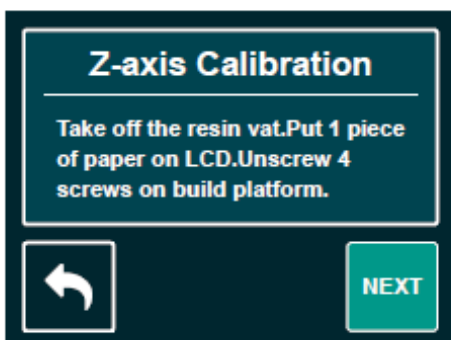 Z-axis Calibration
Take off the resin vat.Put 1 piece
of paper on LCD.Unscrew 4
screws on build platform.
NEXT